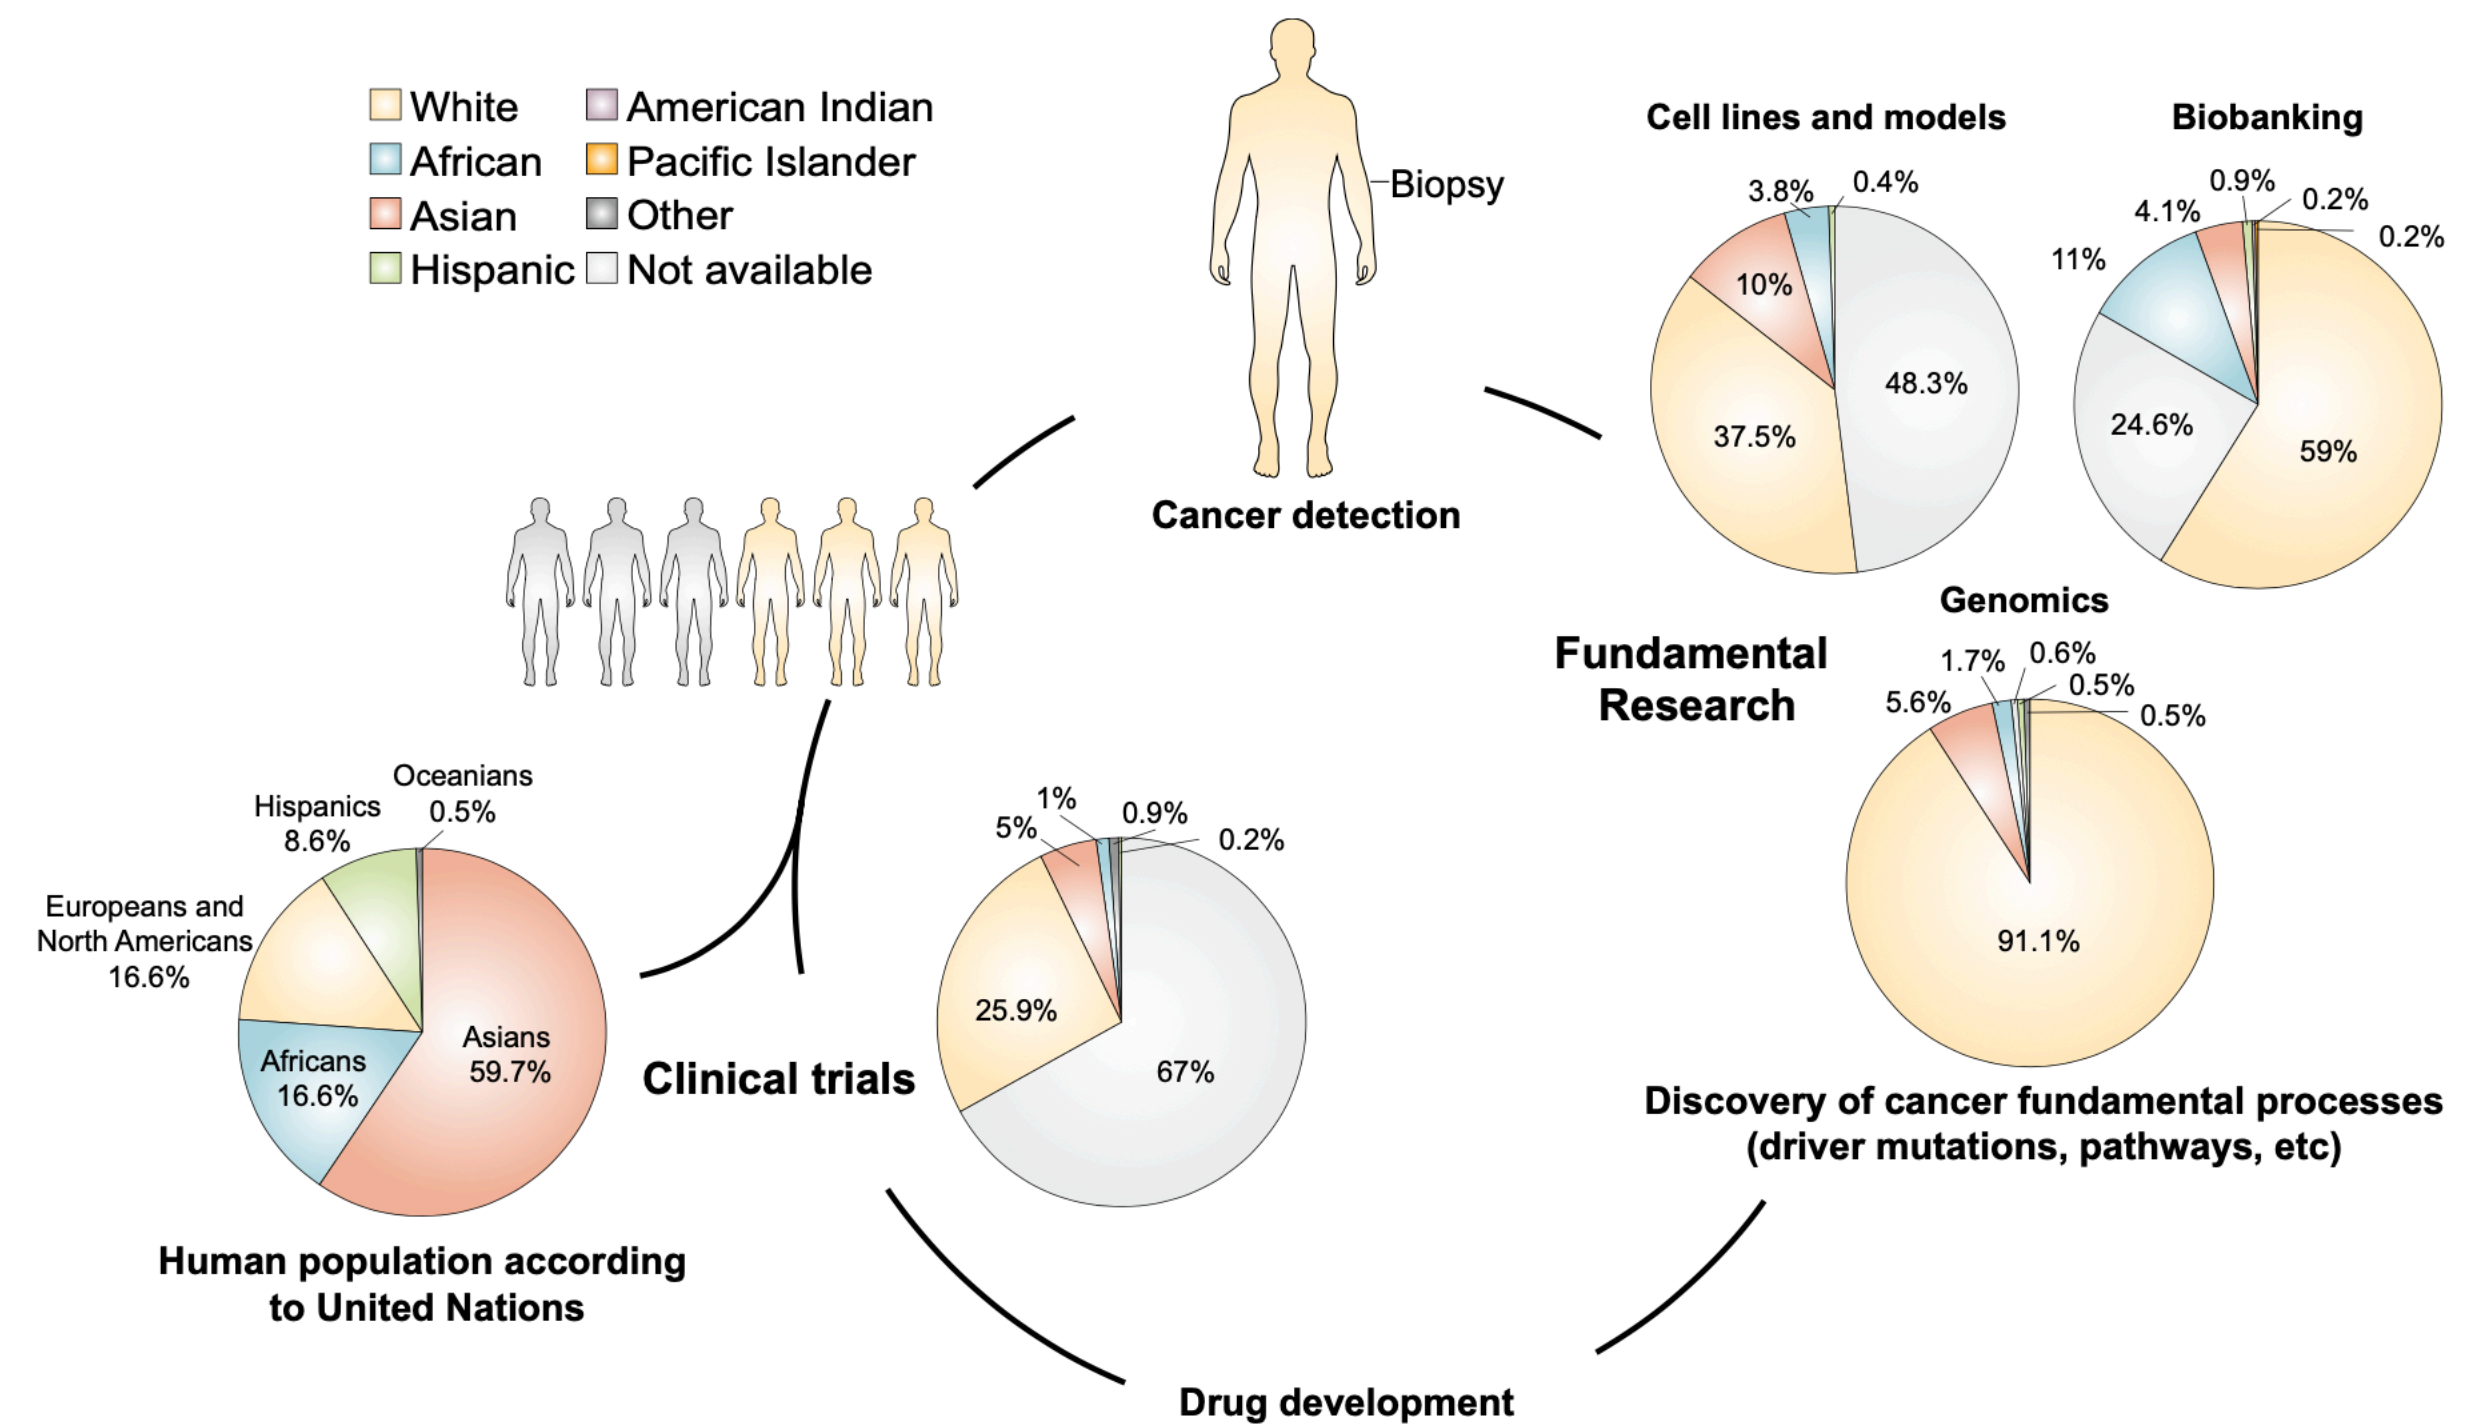 White
African
Asian
Hispanic
American Indian
Pacific Islander
Other
Not available
Biopsy
Cancer detection
Cell lines and models
3.8%
0.4%
10%
48.3%
37.5%
Biobanking
0.9%
0.2%
4.1%
0.2%
11%
24.6%
59%
Fundamental
Research
Genomics
1.7%
0.6%
0.5%
5.6%
0.5%
91.1%
Discovery of cancer fundamental processes
(driver mutations, pathways, etc)
Drug development
Clinical trials
1%
0.9%
5%
0.2%
25.9%
67%
Oceanians
0.5%
Hispanics
8.6%
Europeans and
North Americans
16.6%
Africans
16.6%
Asians
59.7%
Human population according
to United Nations